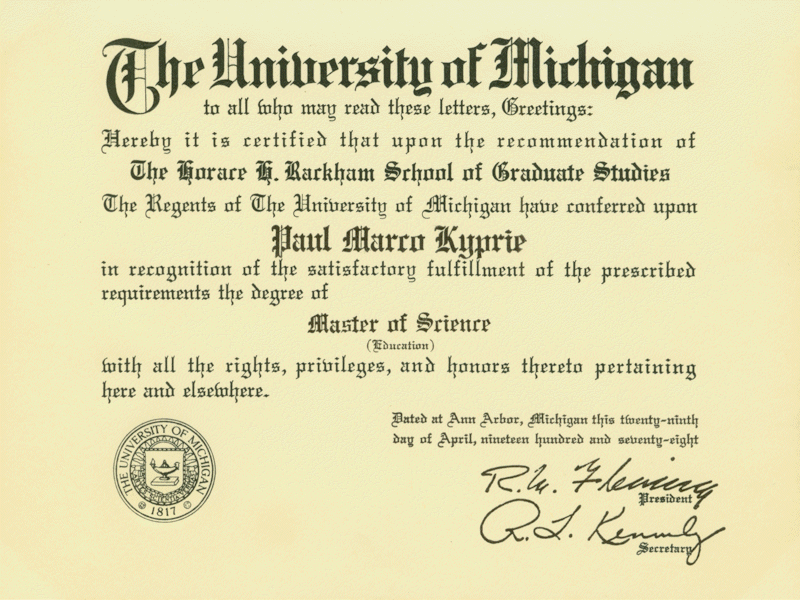 The University of Michigan
to all who may read these letters, Greetings:
Hereby it is certified that upon the recommendation of
The Horace H. Rackham School of Graduate Studies
The Regents of The University of Michigan have conferred upon
Paul Marco Kyprie
in recognition of the satisfactory fulfillment of the prescribed
requirements the degree of
Master of Science
(Education)
with all the rights, privileges, and honors thereto pertaining
here and elsewhere.
Dated at Ann Arbor, Michigan this twenty-ninth
day of April, nineteen hundred and seventy-eight
THE UNIVERSITY OF MICHIGAN
1817
R. W. Fleming
President
R. L. Kennedy
Secretary